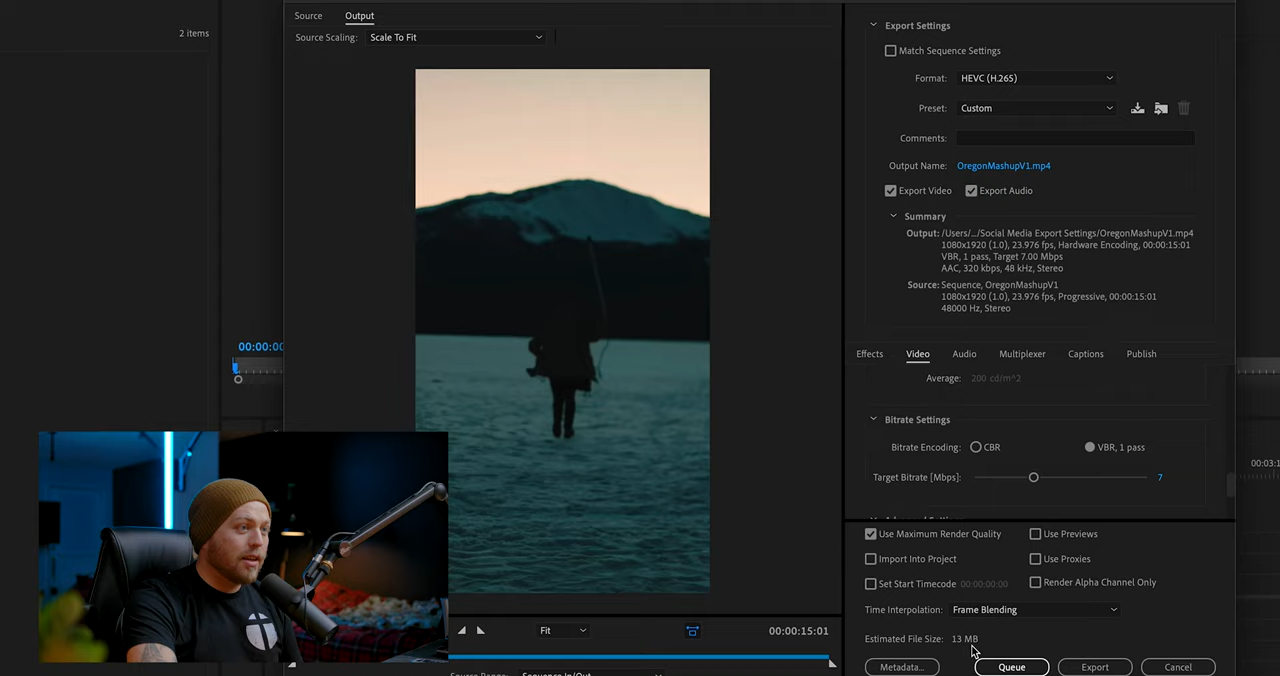 2 items
Source
Output
Source Scaling: Scale To Fit
00:00:00
Fit
00:00:15:01
Export Settings
Match Sequence Settings
Format: HEVC (H.265)
Preset: Custom
Comments:
Output Name: OregonMashupV1.mp4
Export Video Export Audio
Summary
Output: /Users/.../Social Media Export Settings/OregonMashupV1.mp4
1080x1920 (1.0), 23.976 fps, Hardware Encoding, 00:00:15:01
VBR, 1 pass, Target 7.00 Mbps
AAC, 320 kbps, 48 kHz, Stereo
Source: Sequence, OregonMashupV1
1080x1920 (1.0), 23.976 fps, Progressive, 00:00:15:01
48000 Hz, Stereo
Effects Video Audio Multiplexer Captions Publish
Average: 200 cd/m^2
Bitrate Settings
Bitrate Encoding: CBR VBR, 1 pass
Target Bitrate [Mbps]: 7
00:03:1
Use Maximum Render Quality Use Previews
Import Into Project Use Proxies
Set Start Timecode 00:00:00:00 Render Alpha Channel Only
Time Interpolation: Frame Blending
Estimated File Size: 13 MB
Metadata... Queue Export Cancel